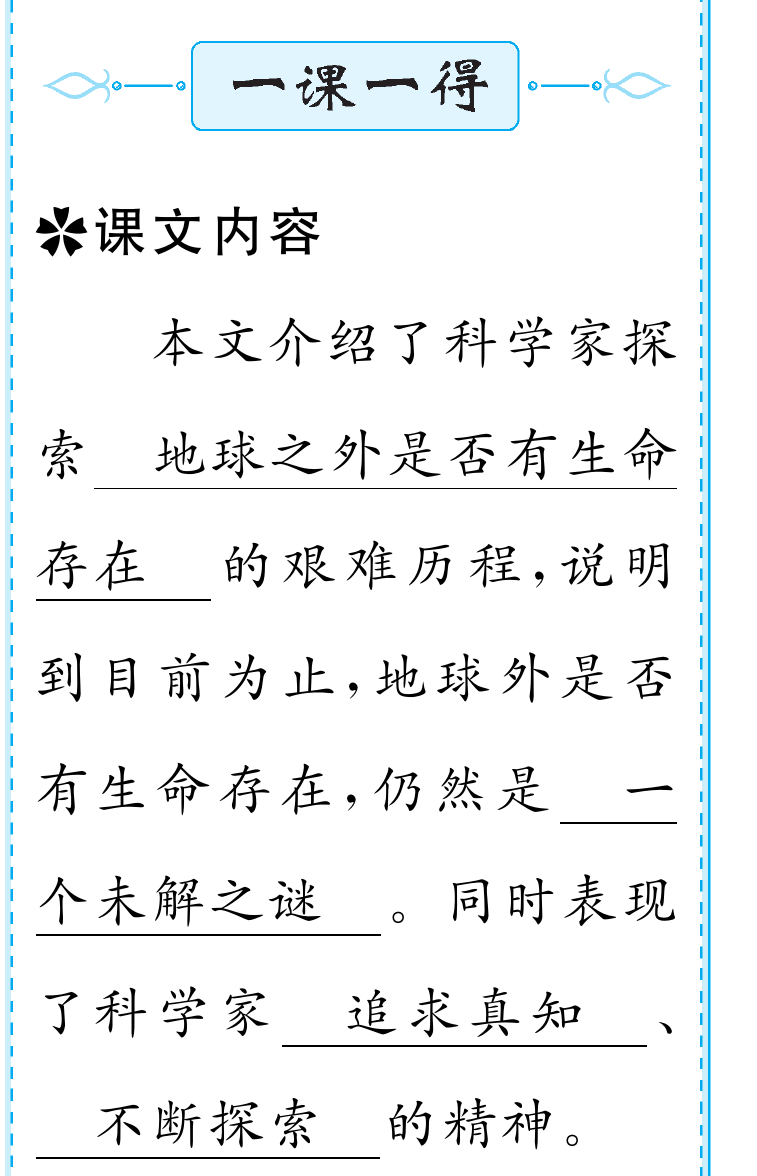 一课一得
课文内容
本文介绍了科学家探
索 地球之外是否有生命
存在 的艰难历程,说明
到目前为止,地球外是否
有生命存在,仍然是 一
个未解之谜 。同时表现
了科学家 追求真知 、
不断探索 的精神。